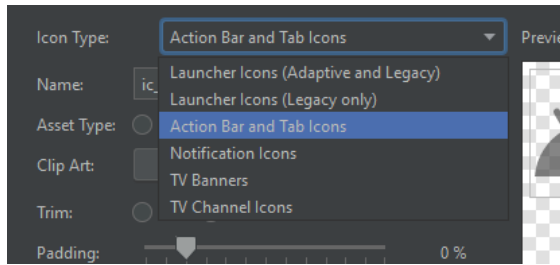 Icon Type: Action Bar and Tab Icons Previe
Name: ic_ Launcher Icons (Adaptive and Legacy)
Launcher Icons (Legacy only)
Asset Type: Action Bar and Tab Icons
Clip Art: Notification Icons
TV Banners
Trim: TV Channel Icons
Padding: 0 %